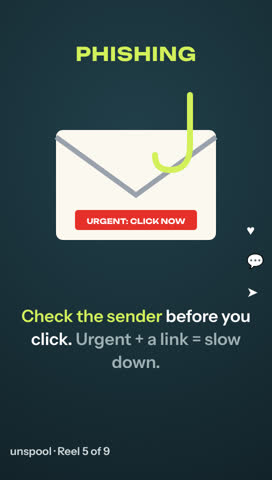 PHISHING
URGENT: CLICK NOW
Check the sender before you
click. Urgent + a link = slow
down.
unspool · Reel 5 of 9